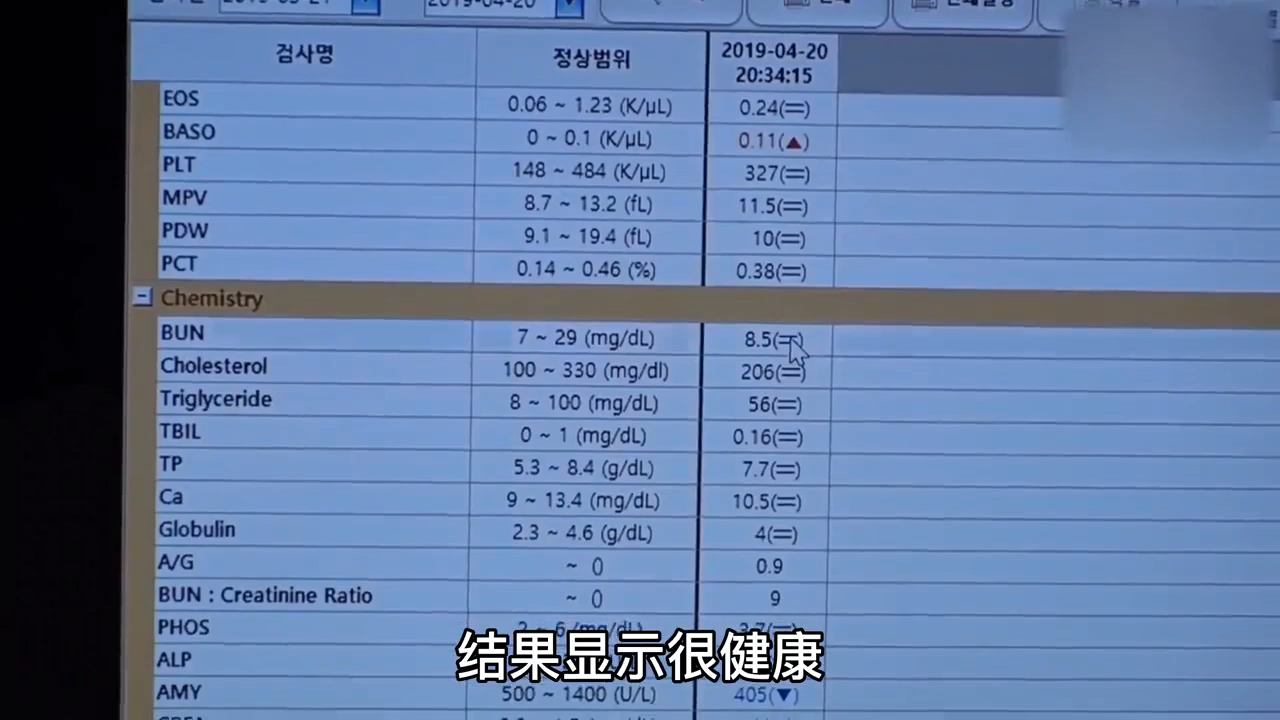 2019-04-20
검사명 정상범위 2019-04-20 20:34:15
EOS 0.06 ~ 1.23 (K/μL) 0.24(=)
BASO 0 ~ 0.1 (K/μL) 0.11(▲)
PLT 148 ~ 484 (K/μL) 327(=)
MPV 8.7 ~ 13.2 (fL) 11.5(=)
PDW 9.1 ~ 19.4 (fL) 10(=)
PCT 0.14 ~ 0.46 (%) 0.38(=)
Chemistry
BUN 7 ~ 29 (mg/dL) 8.5(=)
Cholesterol 100 ~ 330 (mg/dl) 206(=)
Triglyceride 8 ~ 100 (mg/dL) 56(=)
TBIL 0 ~ 1 (mg/dL) 0.16(=)
TP 5.3 ~ 8.4 (g/dL) 7.7(=)
Ca 9 ~ 13.4 (mg/dL) 10.5(=)
Globulin 2.3 ~ 4.6 (g/dL) 4(=)
A/G ~ 0 0.9
BUN : Creatinine Ratio ~ 0 9
PHOS
ALP
AMY 500 ~ 1400 (U/L) 405(▼)
结果显示很健康